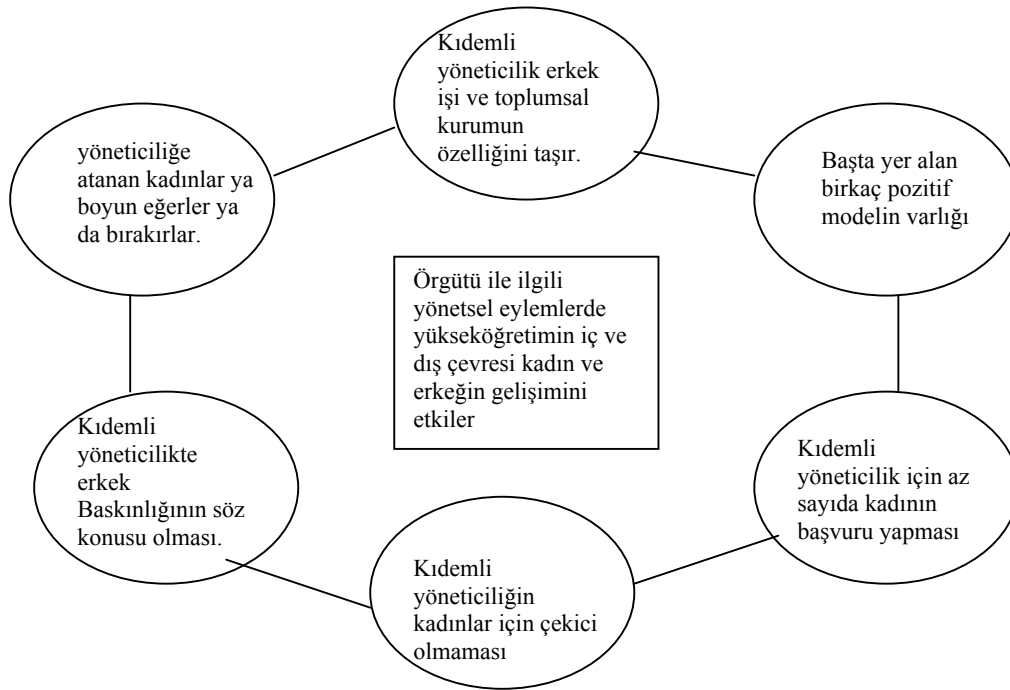 Kıdemli
yöneticilik erkek
işi ve toplumsal
kurumun
özelliğini taşır.
yöneticiliğe
atanan kadınlar ya
boyun eğerler ya
da bırakırlar.
Başta yer alan
birkaç pozitif
modelin varlığı
Örgütü ile ilgili
yönetsel eylemlerde
yükseköğretimin iç ve
dış çevresi kadın ve
erkeğin gelişimini
etkiler
Kıdemli
yöneticilikte
erkek
Baskınlığının söz
konusu olması.
Kıdemli
yöneticilik için az
sayıda kadının
başvuru yapması
Kıdemli
yöneticiliğin
kadınlar için çekici
olmaması